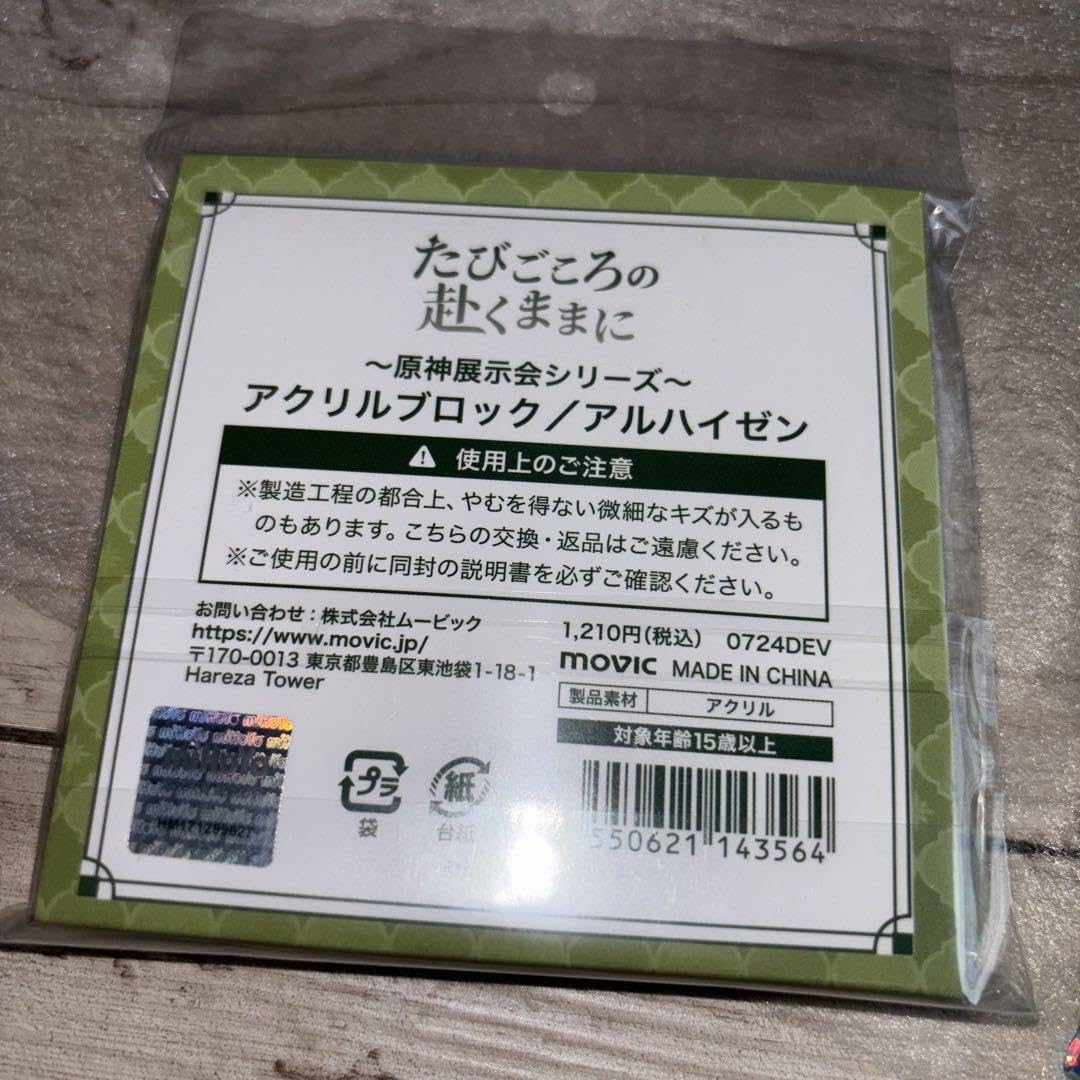 たびごころの
赴くままに
～原神展示会シリーズ～
アクリルブロック／アルハイゼン
使用上のご注意
※製造工程の都合上、やむを得ない微細なキズが入るも
のもあります。こちらの交換・返品はご遠慮ください。
※ご使用の前に同封の説明書を必ずご確認ください。
お問い合わせ：株式会社ムービック
https://www.movic.jp/
〒170-0013 東京都豊島区東池袋1-18-1
Hareza Tower
1,210円(税込) 0724DEV
movic MADE IN CHINA
製品素材 アクリル
対象年齢15歳以上
miHoYo miHoYo
プラ
袋
紙
台紙
550621 143564